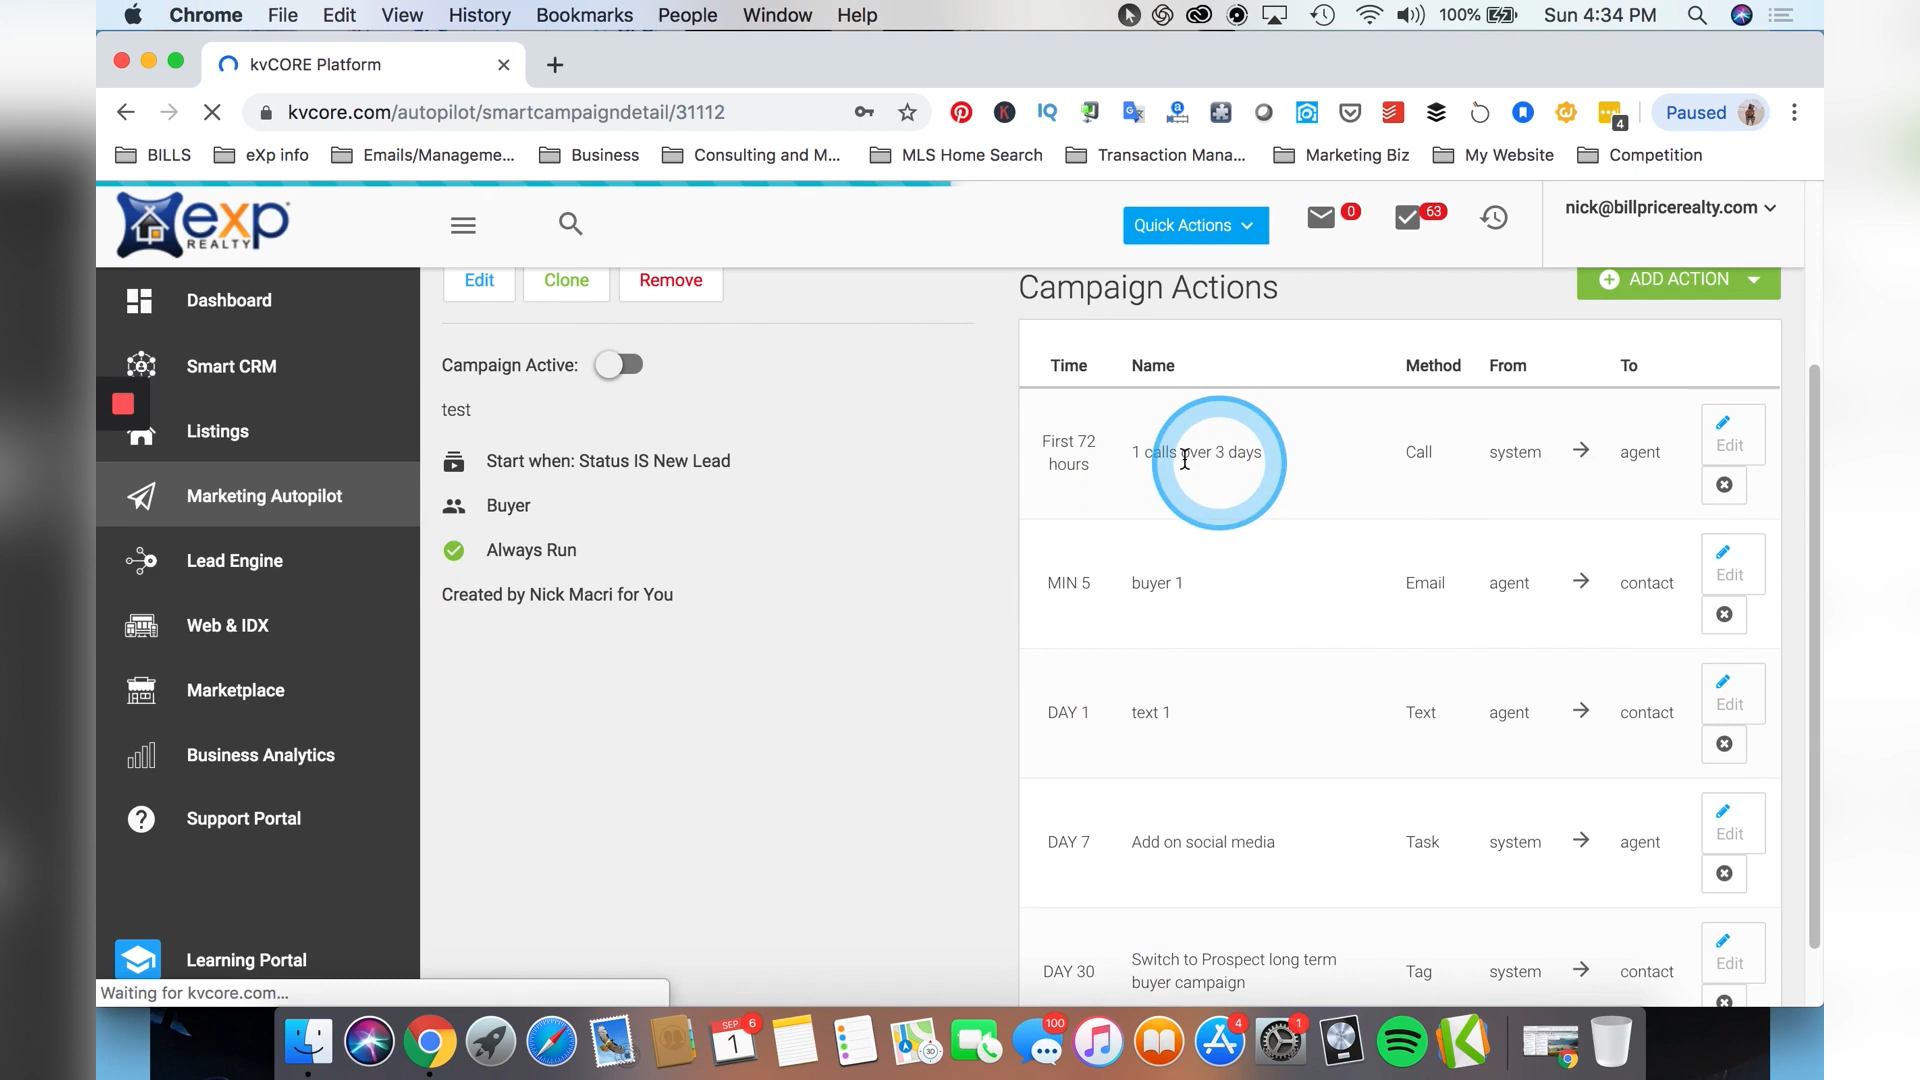 Chrome File Edit View History Bookmarks People Window Help 100% Sun 4:34 PM
kvCORE Platform
kvcore.com/autopilot/smartcampaigndetail/31112 4 Paused
BILLS eXp info Emails/Manageme... Business Consulting and M... MLS Home Search Transaction Mana... Marketing Biz My Website Competition
exp REALTY Quick Actions 0 63 nick@billpricerealty.com
Dashboard
Smart CRM
Listings
Marketing Autopilot
Lead Engine
Web & IDX
Marketplace
Business Analytics
Support Portal
Learning Portal
Waiting for kvcore.com...
Edit Clone Remove
Campaign Active:
test
Start when: Status IS New Lead
Buyer
Always Run
Created by Nick Macri for You
Campaign Actions ADD ACTION
Time Name Method From To
First 72 hours 1 calls over 3 days Call system agent Edit
MIN 5 buyer 1 Email agent contact Edit
DAY 1 text 1 Text agent contact Edit
DAY 7 Add on social media Task system agent Edit
DAY 30 Switch to Prospect long term buyer campaign Tag system contact Edit
SEP 1 6 3D 100 4 1